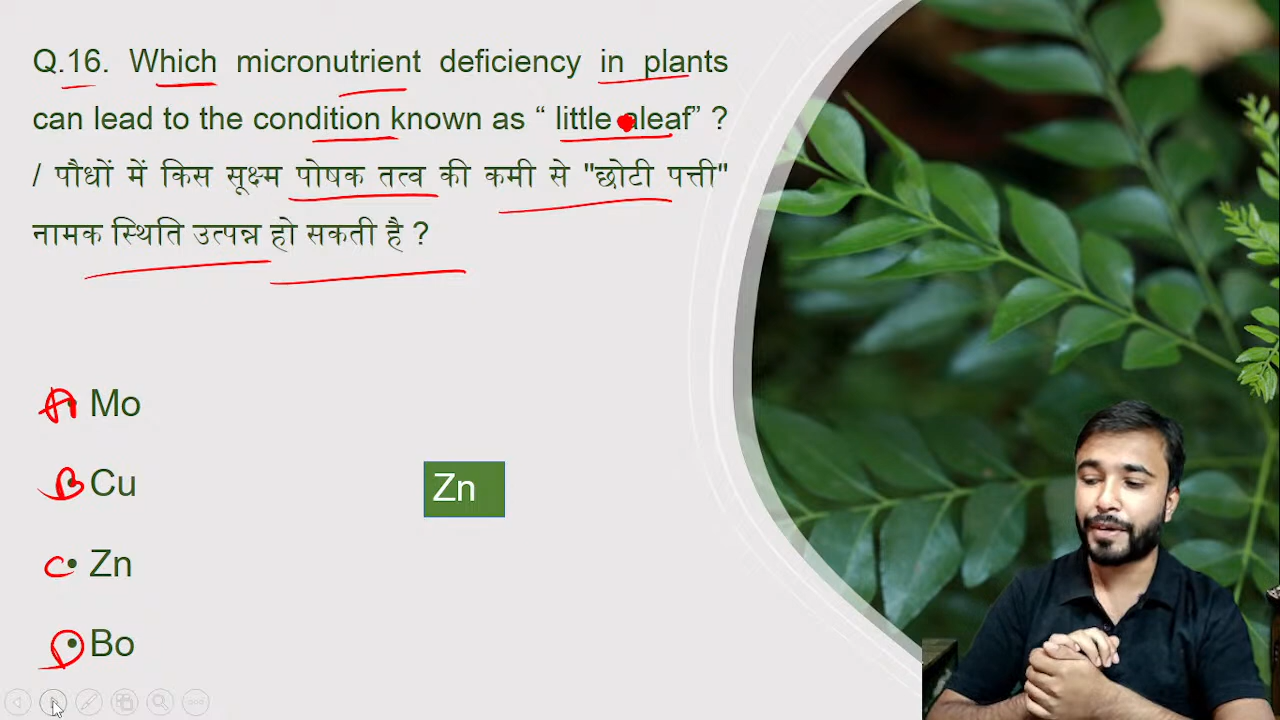 Q.16. Which micronutrient deficiency in plants
can lead to the condition known as “ little aleaf” ?
/ पौधों में किस सूक्ष्म पोषक तत्व की कमी से "छोटी पत्ती"
नामक स्थिति उत्पन्न हो सकती है ?
A Mo
B Cu
C Zn
D Bo
Zn